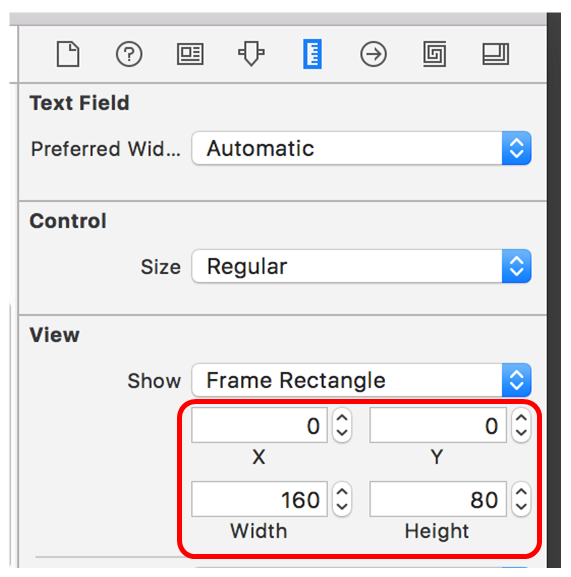 Text Field
Preferred Wid... Automatic
Control
Size Regular
View
Show Frame Rectangle
0 0
X Y
160 80
Width Height